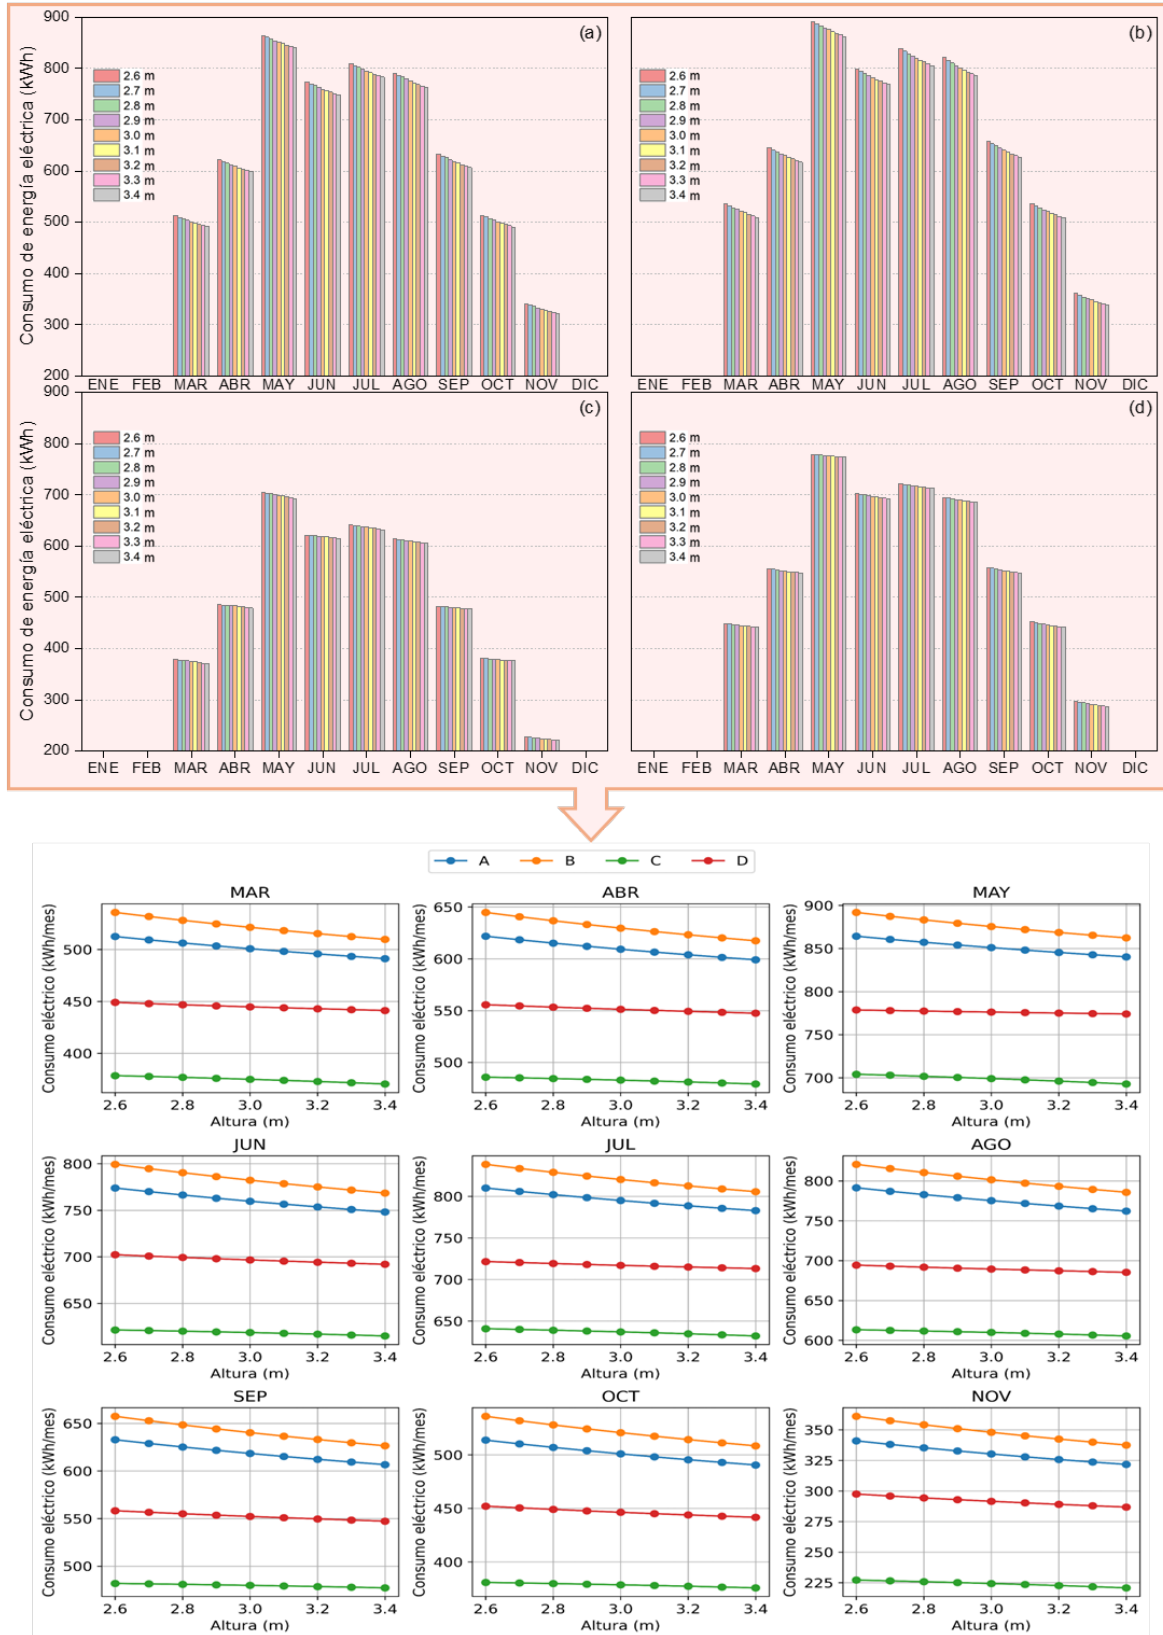 Consumo de energía eléctrica (kWh)
900
800
700
600
500
400
300
200
(a)
2.6 m
2.7 m
2.8 m
2.9 m
3.0 m
3.1 m
3.2 m
3.3 m
3.4 m
ENE FEB MAR ABR MAY JUN JUL AGO SEP OCT NOV DIC
(b)
2.6 m
2.7 m
2.8 m
2.9 m
3.0 m
3.1 m
3.2 m
3.3 m
3.4 m
ENE FEB MAR ABR MAY JUN JUL AGO SEP OCT NOV DIC
Consumo de energía eléctrica (kWh)
900
800
700
600
500
400
300
200
(c)
2.6 m
2.7 m
2.8 m
2.9 m
3.0 m
3.1 m
3.2 m
3.3 m
3.4 m
ENE FEB MAR ABR MAY JUN JUL AGO SEP OCT NOV DIC
(d)
2.6 m
2.7 m
2.8 m
2.9 m
3.0 m
3.1 m
3.2 m
3.3 m
3.4 m
ENE FEB MAR ABR MAY JUN JUL AGO SEP OCT NOV DIC
A B C D
MAR
Consumo eléctrico (kWh/mes)
500
450
400
2.6 2.8 3.0 3.2 3.4
Altura (m)
ABR
Consumo eléctrico (kWh/mes)
650
600
550
500
2.6 2.8 3.0 3.2 3.4
Altura (m)
MAY
Consumo eléctrico (kWh/mes)
900
850
800
750
700
2.6 2.8 3.0 3.2 3.4
Altura (m)
JUN
Consumo eléctrico (kWh/mes)
800
750
700
650
2.6 2.8 3.0 3.2 3.4
Altura (m)
JUL
Consumo eléctrico (kWh/mes)
800
750
700
650
2.6 2.8 3.0 3.2 3.4
Altura (m)
AGO
Consumo eléctrico (kWh/mes)
800
750
700
650
600
2.6 2.8 3.0 3.2 3.4
Altura (m)
SEP
Consumo eléctrico (kWh/mes)
650
600
550
500
2.6 2.8 3.0 3.2 3.4
Altura (m)
OCT
Consumo eléctrico (kWh/mes)
500
450
400
2.6 2.8 3.0 3.2 3.4
Altura (m)
NOV
Consumo eléctrico (kWh/mes)
350
325
300
275
250
225
2.6 2.8 3.0 3.2 3.4
Altura (m)